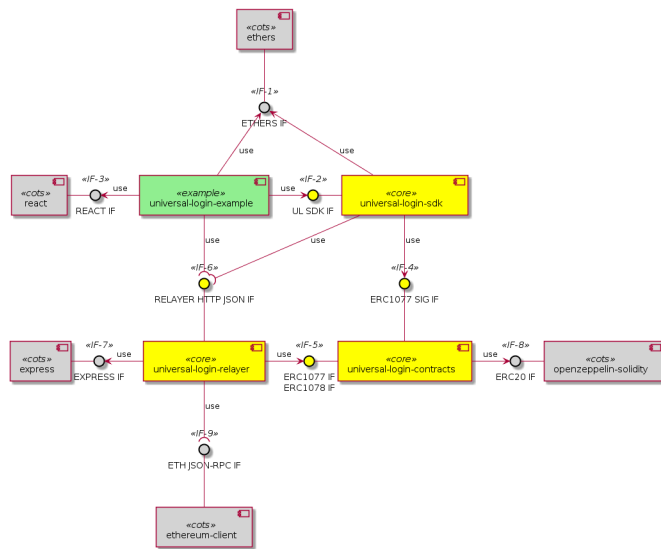 «cots»
ethers
«IF-1»
ETHERS IF
use
use
«cots»
react
«IF-3»
REACT IF
use
«example»
universal-login-example
use
«IF-2»
UL SDK IF
«core»
universal-login-sdk
use
use
use
«IF-6»
RELAYER HTTP JSON IF
«IF-4»
ERC1077 SIG IF
«cots»
express
«IF-7»
EXPRESS IF
use
«core»
universal-login-relayer
use
«IF-5»
ERC1077 IF
ERC1078 IF
«core»
universal-login-contracts
use
«IF-8»
ERC20 IF
«cots»
openzeppelin-solidity
use
«IF-9»
ETH JSON-RPC IF
«cots»
ethereum-client